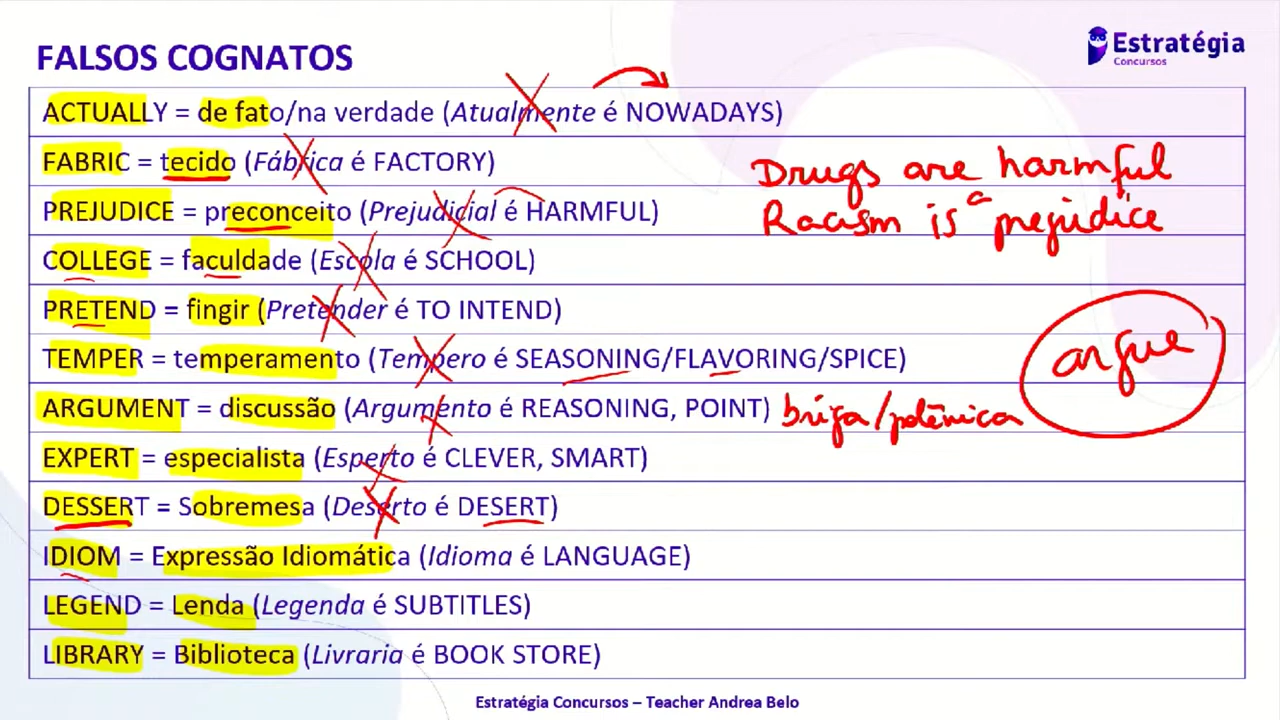 FALSOS COGNATOS
Estratégia
Concursos
ACTUALLY = de fato/na verdade (Atualmente é NOWADAYS)
FABRIC = tecido (Fábrica é FACTORY)
Drugs are harmful
PREJUDICE = preconceito (Prejudicial é HARMFUL)
Racism is a prejudice
COLLEGE = faculdade (Escola é SCHOOL)
PRETEND = fingir (Pretender é TO INTEND)
TEMPER = temperamento (Tempero é SEASONING/FLAVORING/SPICE)
argue
ARGUMENT = discussão (Argumento é REASONING, POINT) briga/polêmica
EXPERT = especialista (Esperto é CLEVER, SMART)
DESSERT = Sobremesa (Deserto é DESERT)
IDIOM = Expressão Idiomática (Idioma é LANGUAGE)
LEGEND = Lenda (Legenda é SUBTITLES)
LIBRARY = Biblioteca (Livraria é BOOK STORE)
Estratégia Concursos – Teacher Andrea Belo